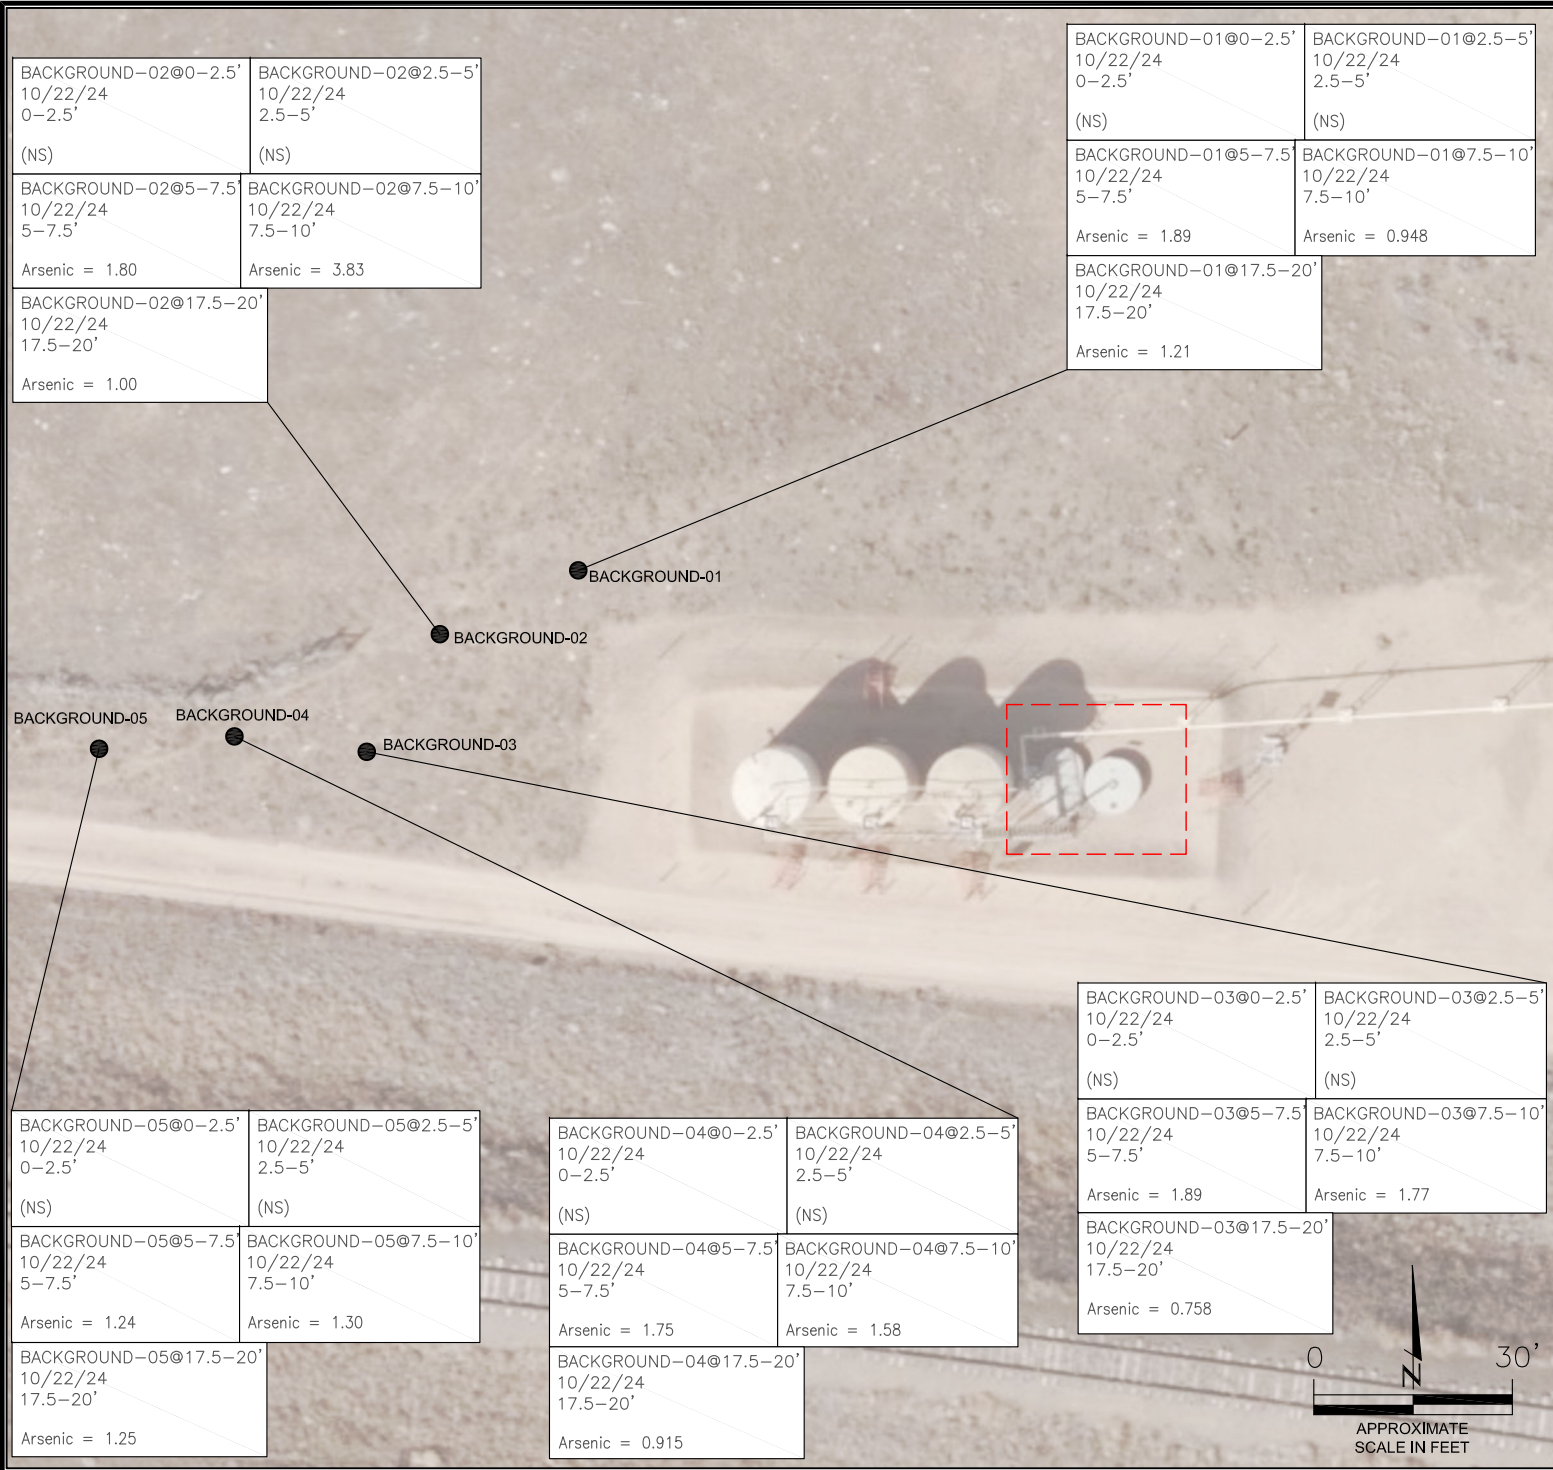 BACKGROUND-02@0-2.5'
10/22/24
0-2.5'
(NS)
BACKGROUND-02@2.5-5'
10/22/24
2.5-5'
(NS)
BACKGROUND-02@5-7.5'
10/22/24
5-7.5'
Arsenic = 1.80
BACKGROUND-02@7.5-10'
10/22/24
7.5-10'
Arsenic = 3.83
BACKGROUND-02@17.5-20'
10/22/24
17.5-20'
Arsenic = 1.00
BACKGROUND-01@0-2.5'
10/22/24
0-2.5'
(NS)
BACKGROUND-01@2.5-5'
10/22/24
2.5-5'
(NS)
BACKGROUND-01@5-7.5'
10/22/24
5-7.5'
Arsenic = 1.89
BACKGROUND-01@7.5-10'
10/22/24
7.5-10'
Arsenic = 0.948
BACKGROUND-01@17.5-20'
10/22/24
17.5-20'
Arsenic = 1.21
BACKGROUND-01
BACKGROUND-02
BACKGROUND-05
BACKGROUND-04
BACKGROUND-03
BACKGROUND-05@0-2.5'
10/22/24
0-2.5'
(NS)
BACKGROUND-05@2.5-5'
10/22/24
2.5-5'
(NS)
BACKGROUND-05@5-7.5'
10/22/24
5-7.5'
Arsenic = 1.24
BACKGROUND-05@7.5-10'
10/22/24
7.5-10'
Arsenic = 1.30
BACKGROUND-05@17.5-20'
10/22/24
17.5-20'
Arsenic = 1.25
BACKGROUND-04@0-2.5'
10/22/24
0-2.5'
(NS)
BACKGROUND-04@2.5-5'
10/22/24
2.5-5'
(NS)
BACKGROUND-04@5-7.5'
10/22/24
5-7.5'
Arsenic = 1.75
BACKGROUND-04@7.5-10'
10/22/24
7.5-10'
Arsenic = 1.58
BACKGROUND-04@17.5-20'
10/22/24
17.5-20'
Arsenic = 0.915
BACKGROUND-03@0-2.5'
10/22/24
0-2.5'
(NS)
BACKGROUND-03@2.5-5'
10/22/24
2.5-5'
(NS)
BACKGROUND-03@5-7.5'
10/22/24
5-7.5'
Arsenic = 1.89
BACKGROUND-03@7.5-10'
10/22/24
7.5-10'
Arsenic = 1.77
BACKGROUND-03@17.5-20'
10/22/24
17.5-20'
Arsenic = 0.758
0 30'
N
APPROXIMATE
SCALE IN FEET